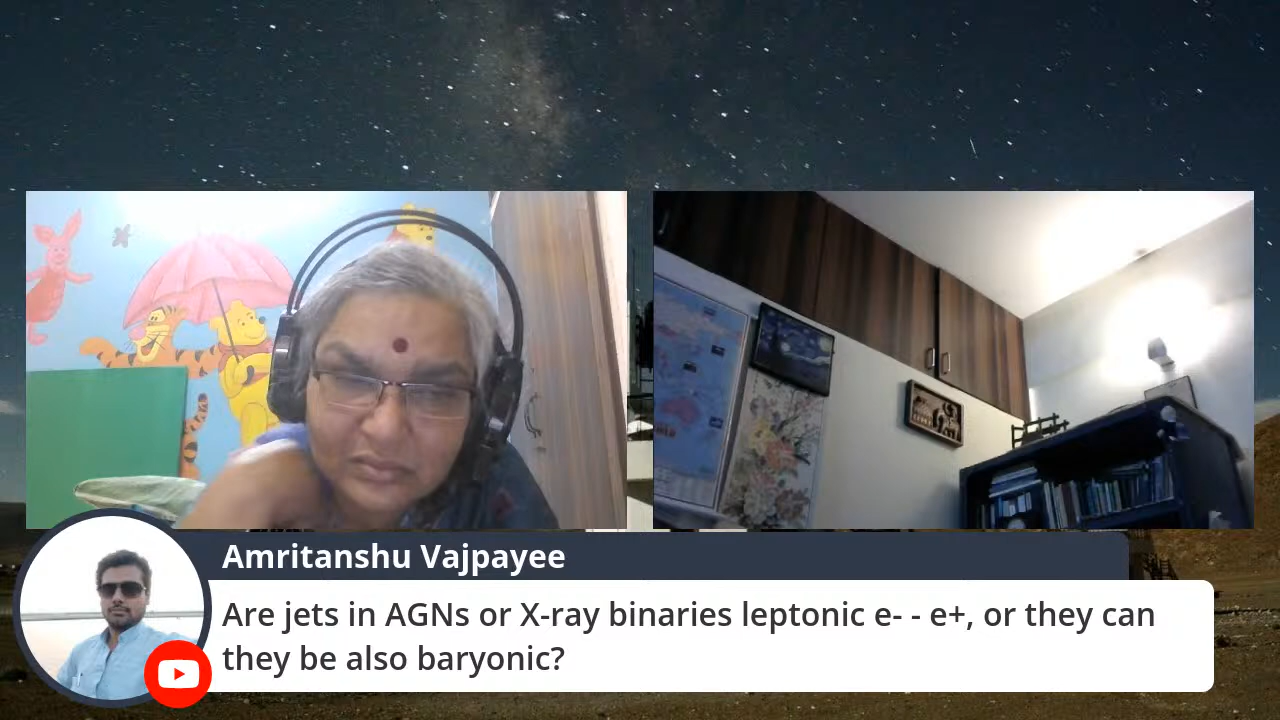 Amritanshu Vajpayee
Are jets in AGNs or X-ray binaries leptonic e- - e+, or they can
they be also baryonic?